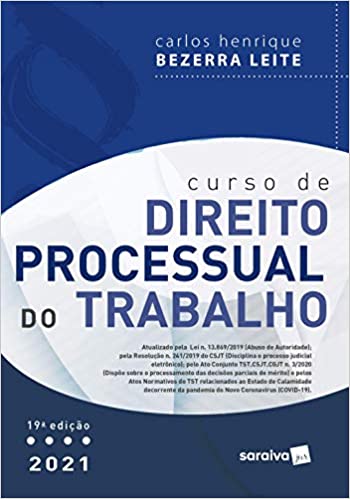 carlos henrique
BEZERRA LEITE
curso de
DIREITO
PROCESSUAL
DO TRABALHO
Atualizado pela Lei n. 13.869/2019 (Abuso de Autoridade);
pela Resolução n. 241/2019 do CSJT (Disciplina o processo judicial
eletrônico); pelo Ato Conjunto TST.CSJT.CGJT n. 3/2020
(Dispõe sobre o processamento das decisões parciais de mérito) e pelos
Atos Normativos do TST relacionados ao Estado de Calamidade
decorrente da pandemia do Novo Coronavírus (COVID-19).
19ª edição
2021
saraiva jur